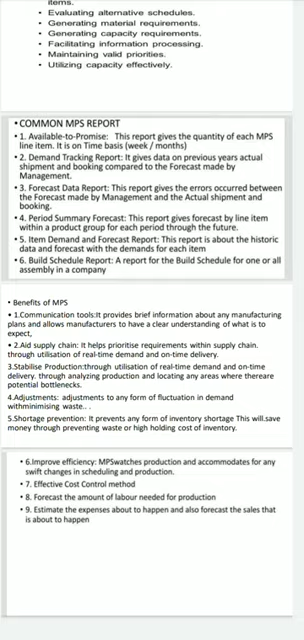 items.
• Evaluating alternative schedules.
• Generating material requirements.
• Generating capacity requirements.
• Facilitating information processing.
• Maintaining valid priorities.
• Utilizing capacity effectively.
• COMMON MPS REPORT
• 1. Available-to-Promise: This report gives the quantity of each MPS
line item. It is on Time basis (week / months)
• 2. Demand Tracking Report: It gives data on previous years actual
shipment and booking compared to the Forecast made by
Management.
• 3. Forecast Data Report: This report gives the errors occurred between
the Forecast made by Management and the Actual shipment and
booking.
• 4. Period Summary Forecast: This report gives forecast by line item
within a product group for each period through the future.
• 5. Item Demand and Forecast Report: This report is about the historic
data and forecast with the demands for each item
• 6. Build Schedule Report: A report for the Build Schedule for one or all
assembly in a company
• Benefits of MPS
• 1.Communication tools:It provides brief information about any manufacturing
plans and allows manufacturers to have a clear understanding of what is to
expect,
• 2.Aid supply chain: It helps prioritise requirements within supply chain.
through utilisation of real-time demand and on-time delivery.
3.Stabilise Production:through utilisation of real-time demand and on-time
delivery. through analyzing production and locating any areas where thereare
potential bottlenecks.
4.Adjustments: adjustments to any form of fluctuation in demand
withminimising waste.. .
5.Shortage prevention: It prevents any form of inventory shortage This will.save
money through preventing waste or high holding cost of inventory.
• 6.Improve efficiency: MPSwatches production and accommodates for any
swift changes in scheduling and production.
• 7. Effective Cost Control method
• 8. Forecast the amount of labour needed for production
• 9. Estimate the expenses about to happen and also forecast the sales that
is about to happen